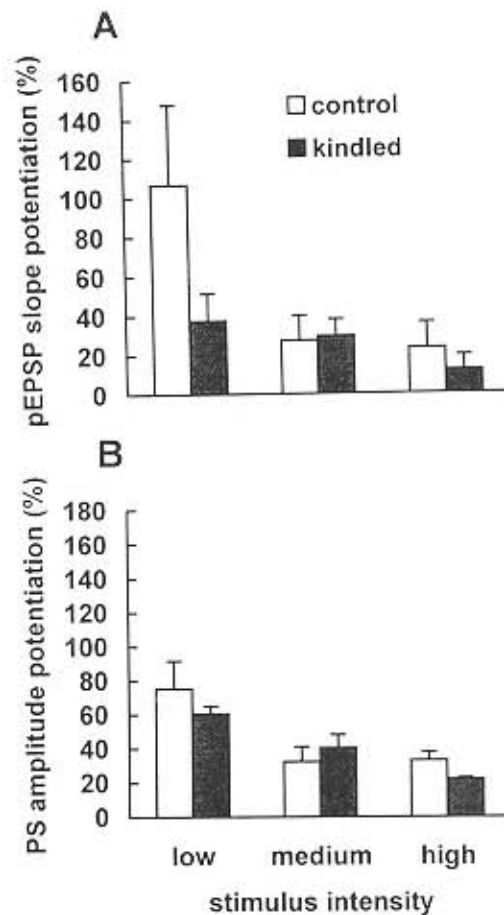 A
pEPSP slope potentiation (%)
160
140
120
100
80
60
40
20
0
control
kindled
B
PS amplitude potentiation (%)
180
160
140
120
100
80
60
40
20
0
low medium high
stimulus intensity